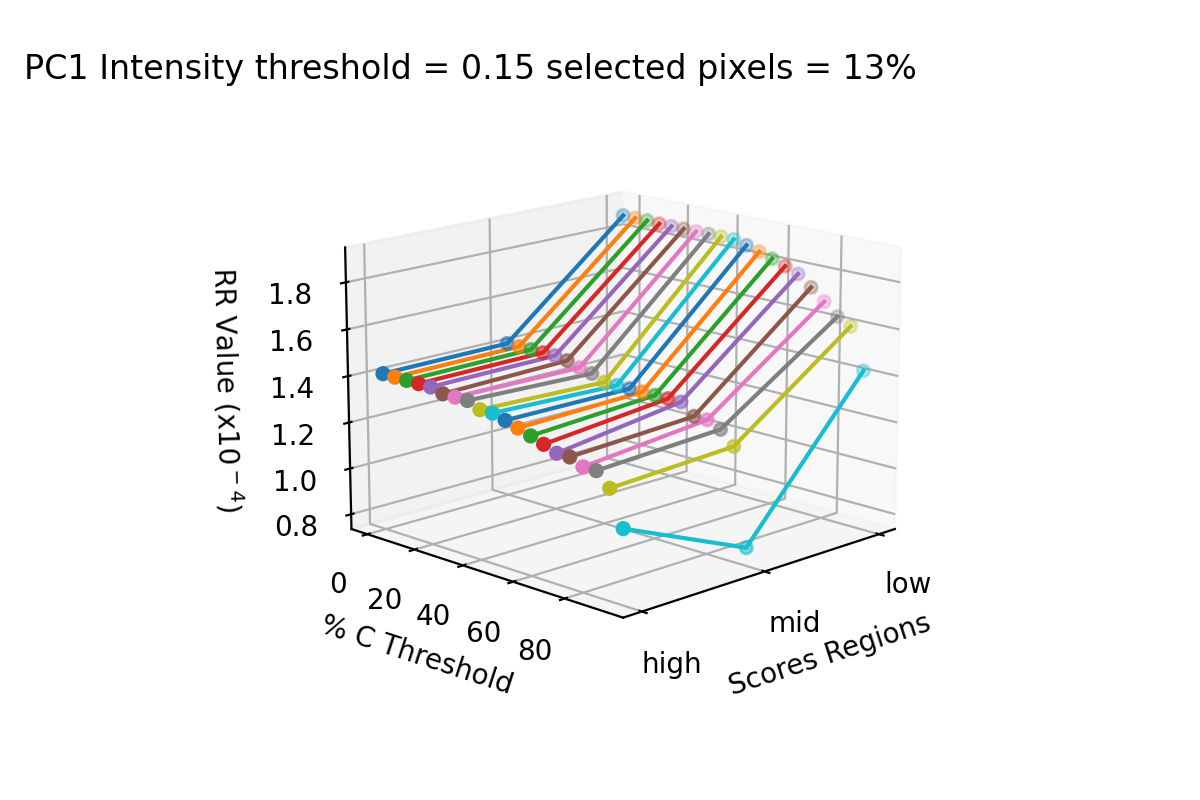 PC1 Intensity threshold = 0.15 selected pixels = 13%
RR Value (x10⁻⁴)
1.8
1.6
1.4
1.2
1.0
0.8
0
20
40
60
80
% C Threshold
high
mid
low
Scores Regions